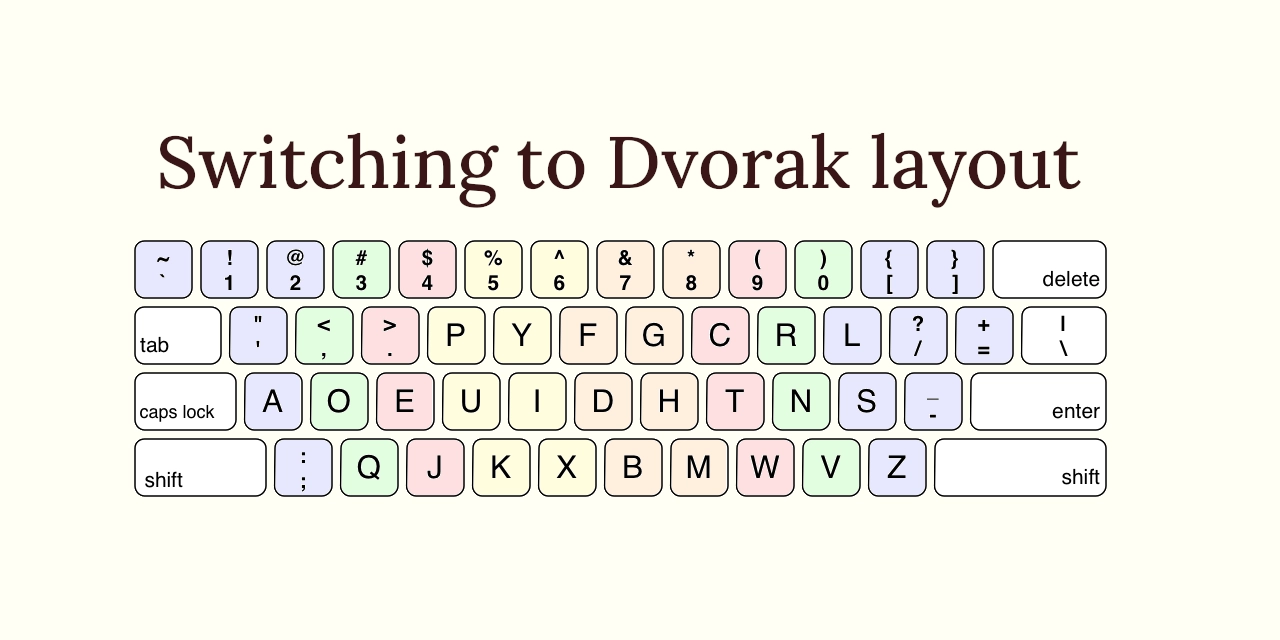 Switching to Dvorak layout
~ ! @ # $ % ^ & * ( ) { }
` 1 2 3 4 5 6 7 8 9 0 [ ] delete
" < > ? + |
tab ' , . P Y F G C R L / = \
caps lock A O E U I D H T N S _ - enter
:
shift ; Q J K X B M W V Z shift